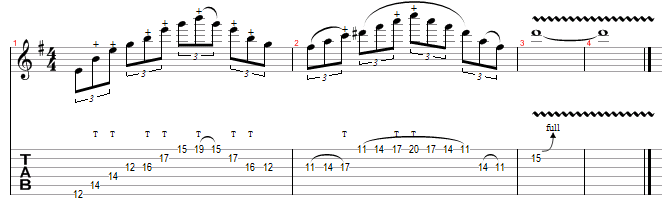 1 2 3 4
4
4
3 3 3 3 3 3 3 3
full
T T T T T T T T T T
15 19 15 11 14 17 20 17 14 11
T 17 17 15
A 12 16 16 12 11 14 17 14 11
B 14
14
12